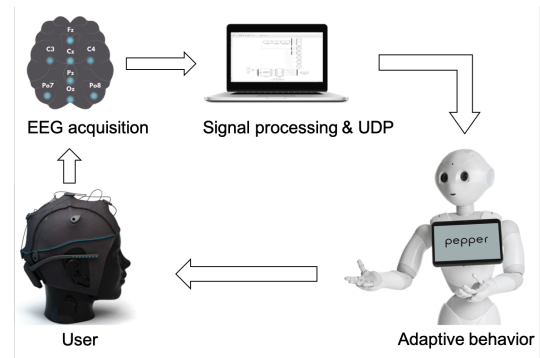 Fz
C3 Cz C4
Pz
Po7 Oz Po8
EEG acquisition
Signal processing & UDP
pepper
User
Adaptive behavior